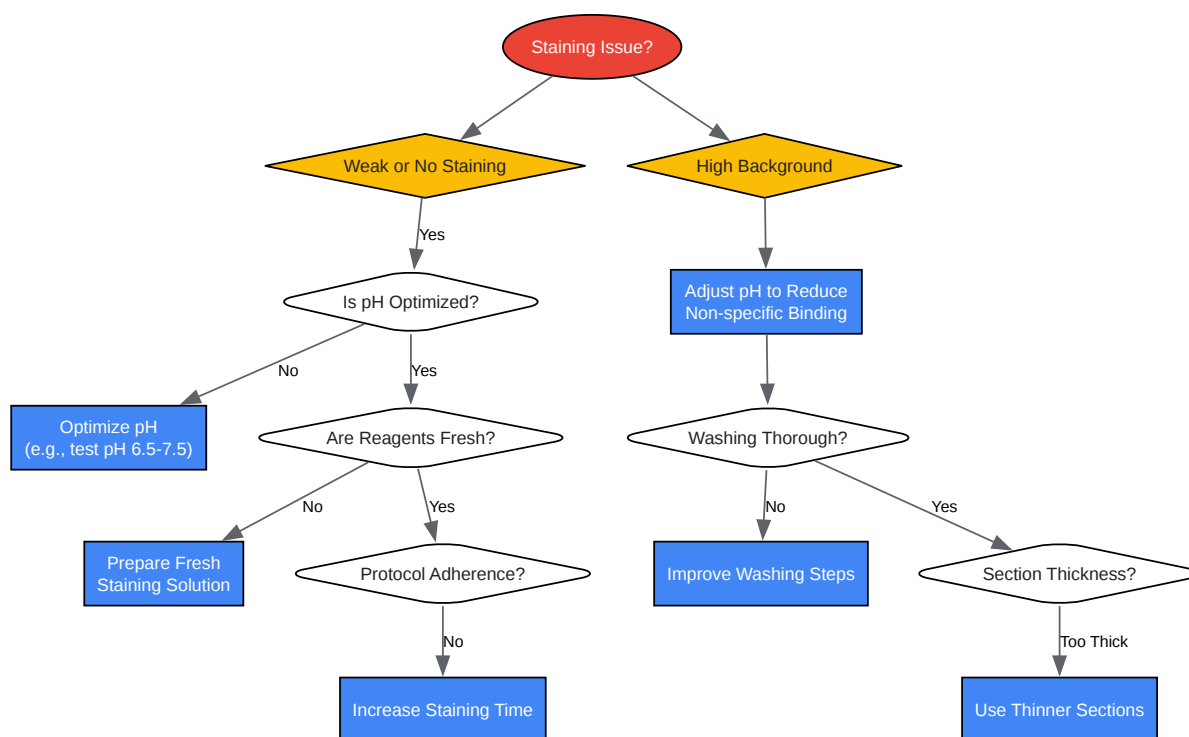 Staining Issue?
Weak or No Staining
High Background
Yes
Is pH Optimized?
Adjust pH to Reduce
Non-specific Binding
No
Yes
Optimize pH
(e.g., test pH 6.5-7.5)
Are Reagents Fresh?
Washing Thorough?
No
Yes
No
Yes
Prepare Fresh
Staining Solution
Protocol Adherence?
Improve Washing Steps
Section Thickness?
No
Too Thick
Increase Staining Time
Use Thinner Sections